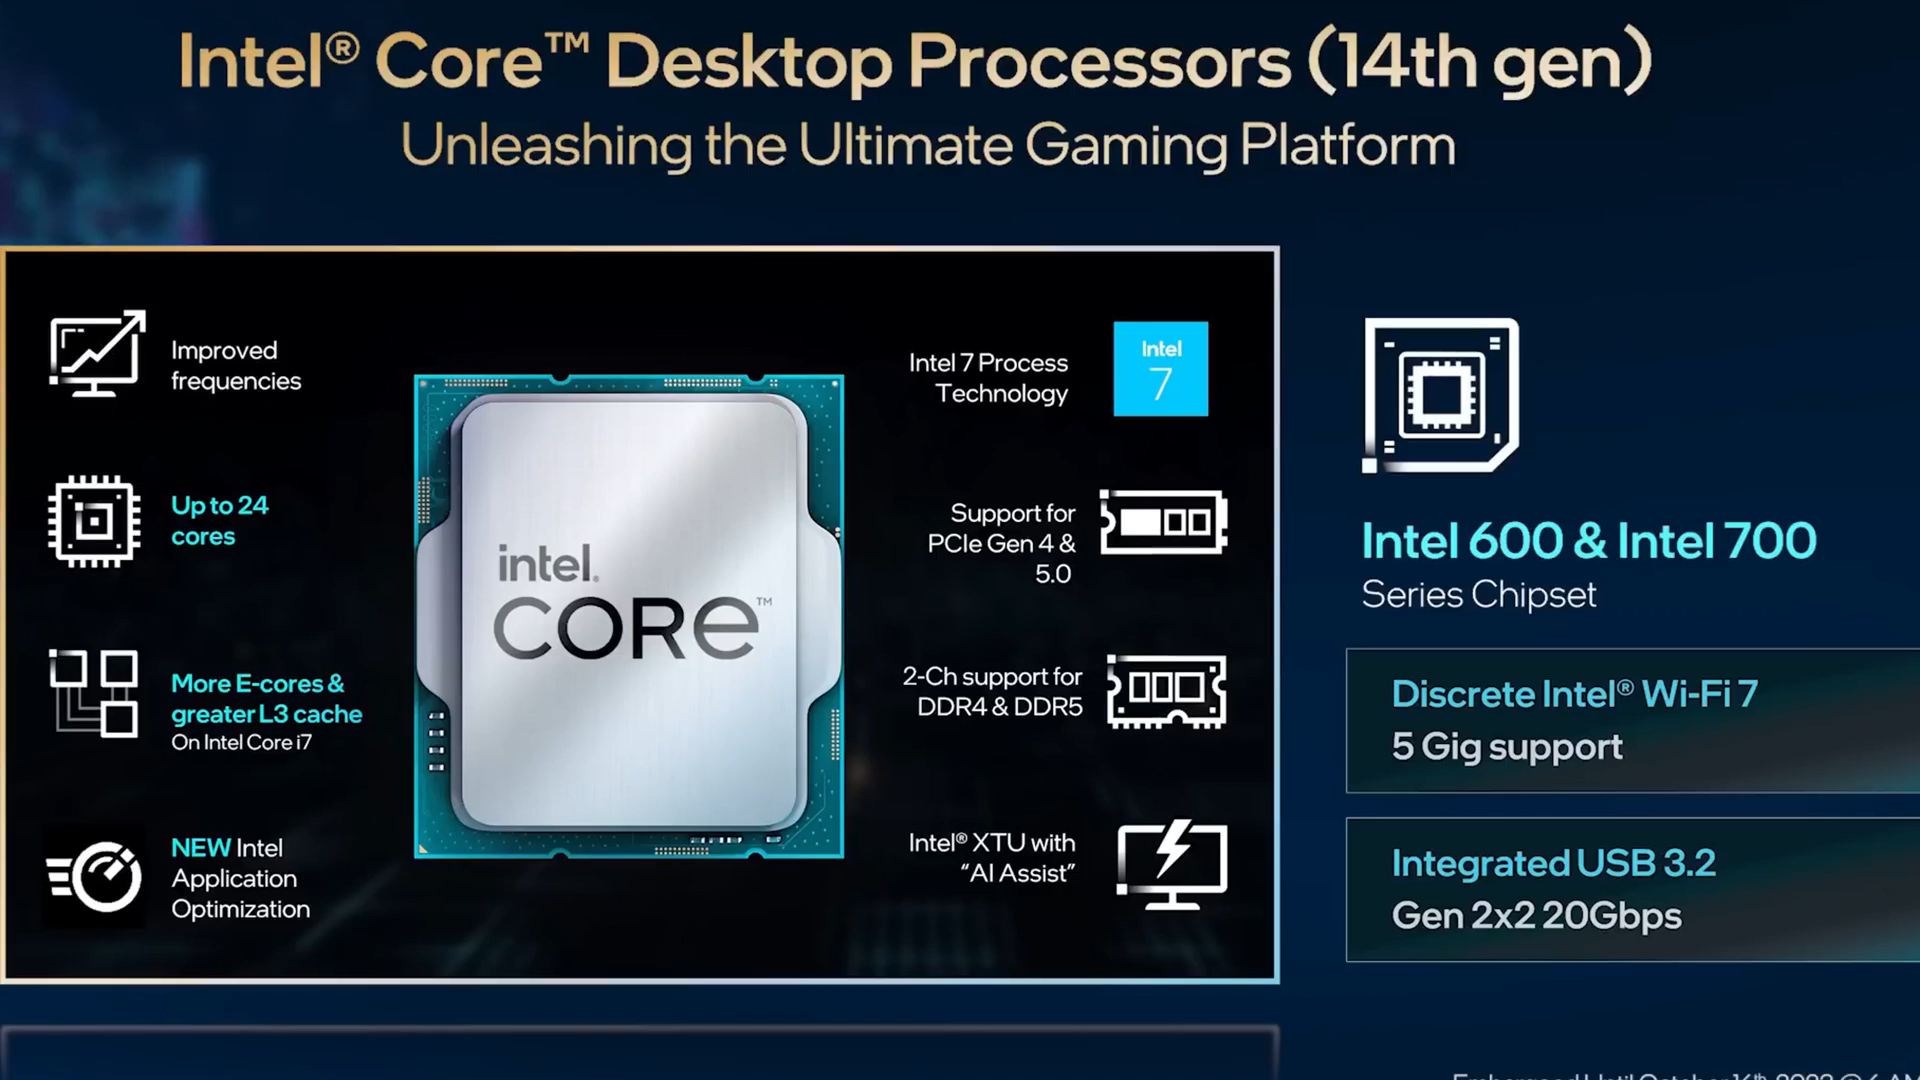 Intel® Core™ Desktop Processors (14th gen)
Unleashing the Ultimate Gaming Platform
Improved
frequencies
Up to 24
cores
More E-cores &
greater L3 cache
On Intel Core i7
NEW Intel
Application
Optimization
intel.
CORE™
Intel 7 Process
Technology
Intel
7
Support for
PCIe Gen 4 &
5.0
2-Ch support for
DDR4 & DDR5
Intel® XTU with
“AI Assist”
Intel 600 & Intel 700
Series Chipset
Discrete Intel® Wi-Fi 7
5 Gig support
Integrated USB 3.2
Gen 2x2 20Gbps